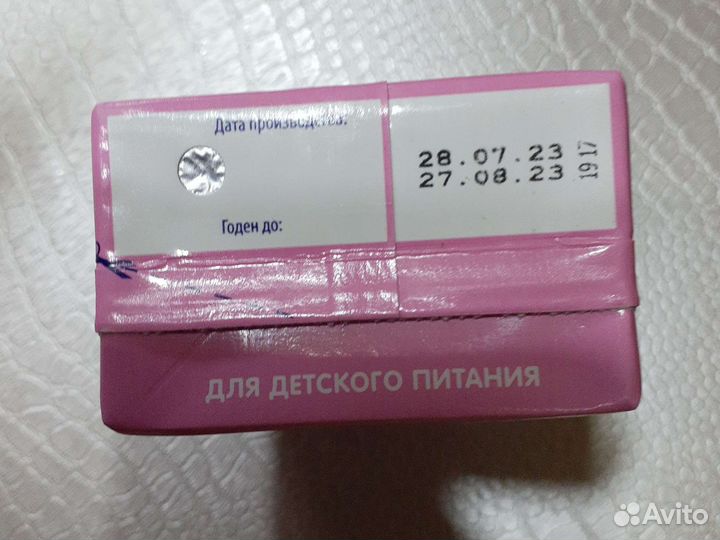 Дата производства:
28.07.23
27.08.23
1917
Годен до:
ДЛЯ ДЕТСКОГО ПИТАНИЯ
Avito